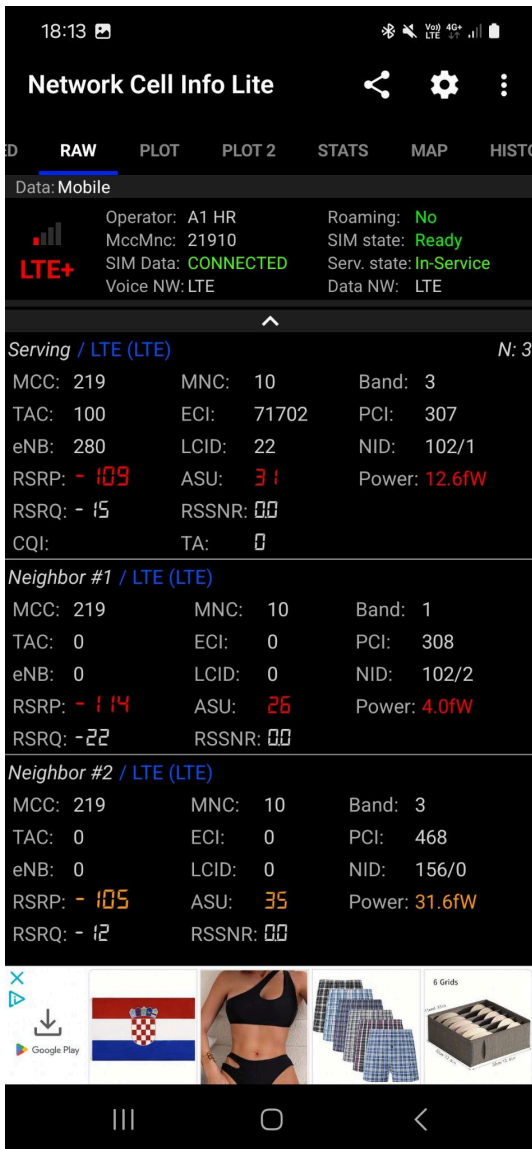 18:13 Vo)) LTE 4G+
Network Cell Info Lite
ED RAW PLOT PLOT 2 STATS MAP HISTO
Data: Mobile
Operator: A1 HR Roaming: No
MccMnc: 21910 SIM state: Ready
LTE+ SIM Data: CONNECTED Serv. state: In-Service
Voice NW: LTE Data NW: LTE
Serving / LTE (LTE) N: 3
MCC: 219 MNC: 10 Band: 3
TAC: 100 ECI: 71702 PCI: 307
eNB: 280 LCID: 22 NID: 102/1
RSRP: -109 ASU: 31 Power: 12.6fW
RSRQ: -15 RSSNR: 0.0
CQI: TA: 0
Neighbor #1 / LTE (LTE)
MCC: 219 MNC: 10 Band: 1
TAC: 0 ECI: 0 PCI: 308
eNB: 0 LCID: 0 NID: 102/2
RSRP: -114 ASU: 26 Power: 4.0fW
RSRQ: -22 RSSNR: 0.0
Neighbor #2 / LTE (LTE)
MCC: 219 MNC: 10 Band: 3
TAC: 0 ECI: 0 PCI: 468
eNB: 0 LCID: 0 NID: 156/0
RSRP: -105 ASU: 35 Power: 31.6fW
RSRQ: -12 RSSNR: 0.0
6 Grids
Google Play